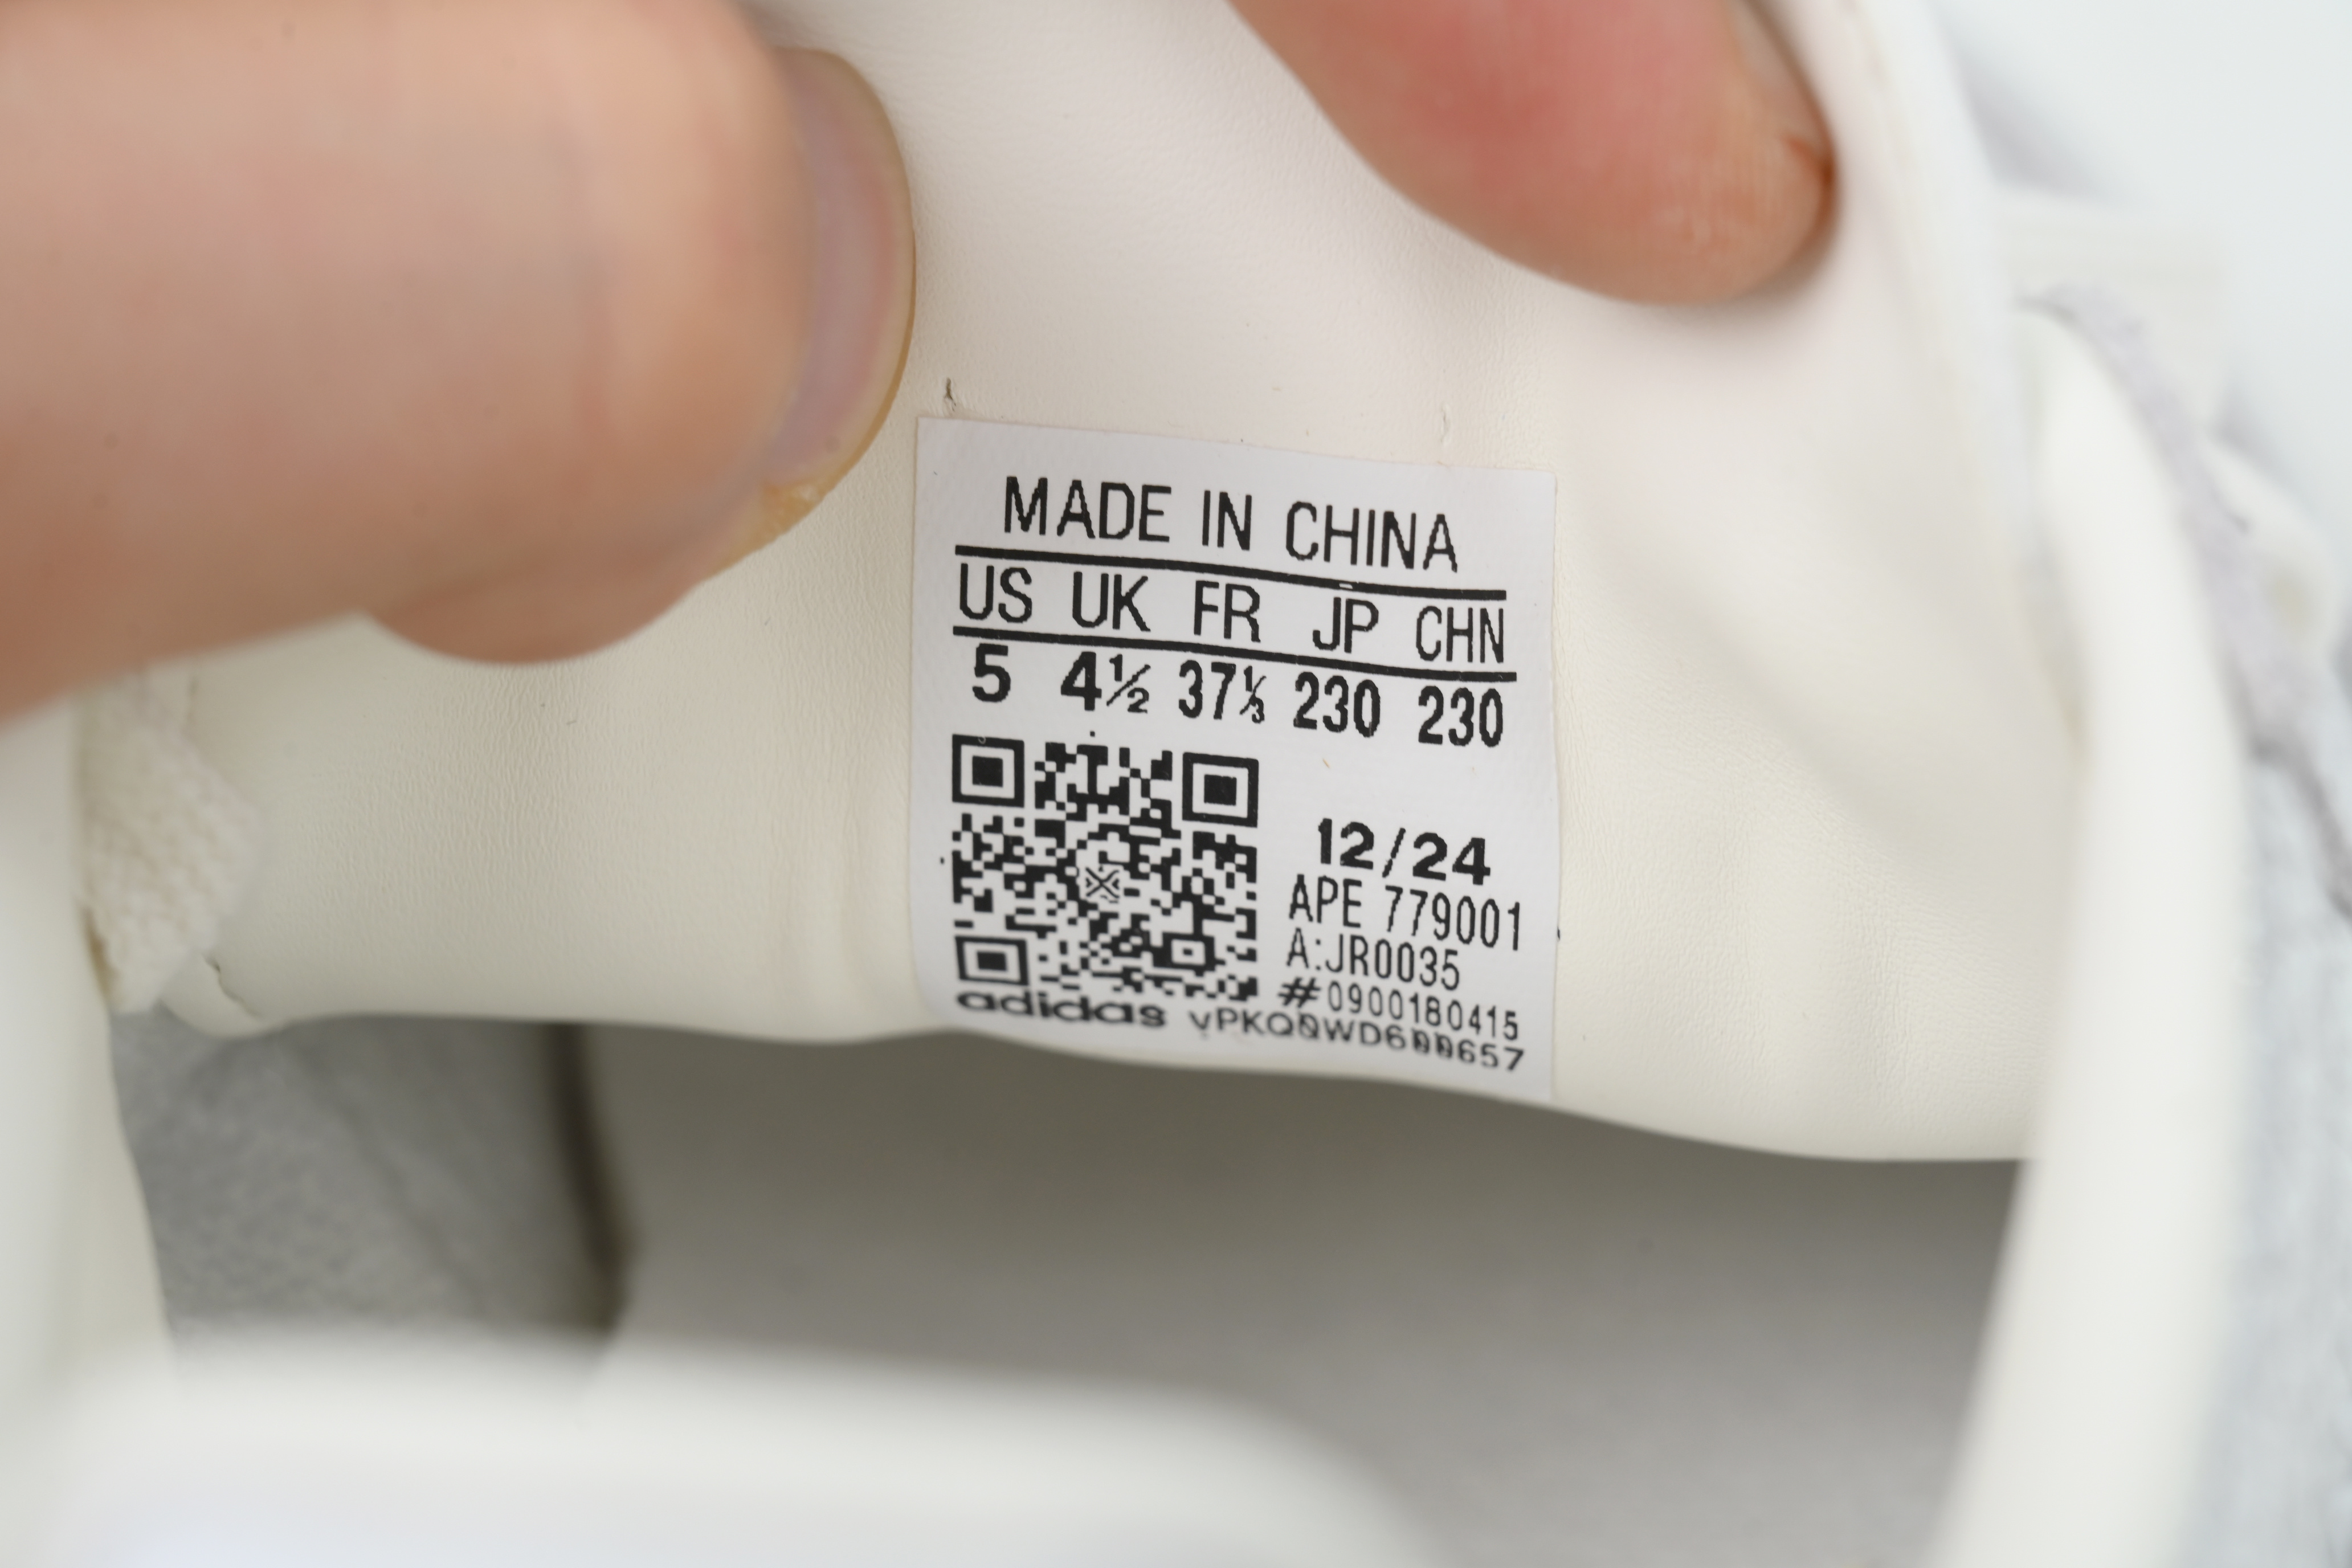 MADE IN CHINA
US UK FR JP CHN
5 4½ 37⅓ 230 230
12/24
APE 779001
A:JR0035
#0900180415
adidas vPKQ0WD600657